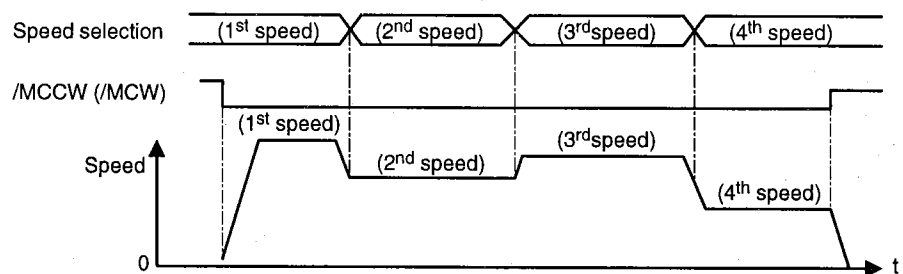 Speed selection (1st speed) (2nd speed) (3rdspeed) (4th speed)
/MCCW (/MCW)
(1st speed)
Speed (2nd speed) (3rdspeed) (4th speed)
0 t